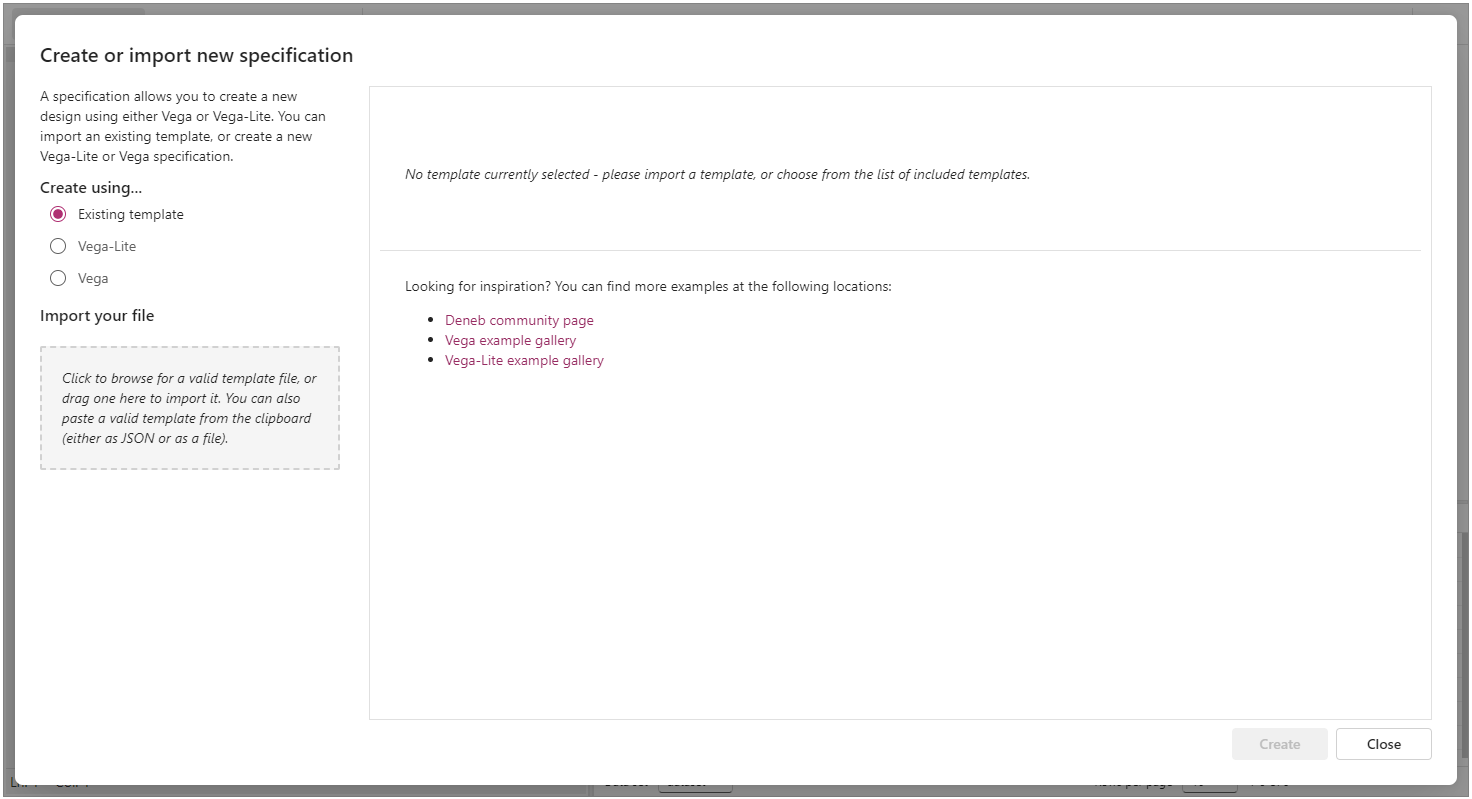 Create or import new specification
A specification allows you to create a new
design using either Vega or Vega-Lite. You can
import an existing template, or create a new
Vega-Lite or Vega specification.
Create using...
Existing template
Vega-Lite
Vega
Import your file
Click to browse for a valid template file, or
drag one here to import it. You can also
paste a valid template from the clipboard
(either as JSON or as a file).
No template currently selected - please import a template, or choose from the list of included templates.
Looking for inspiration? You can find more examples at the following locations:
• Deneb community page
• Vega example gallery
• Vega-Lite example gallery
Create
Close